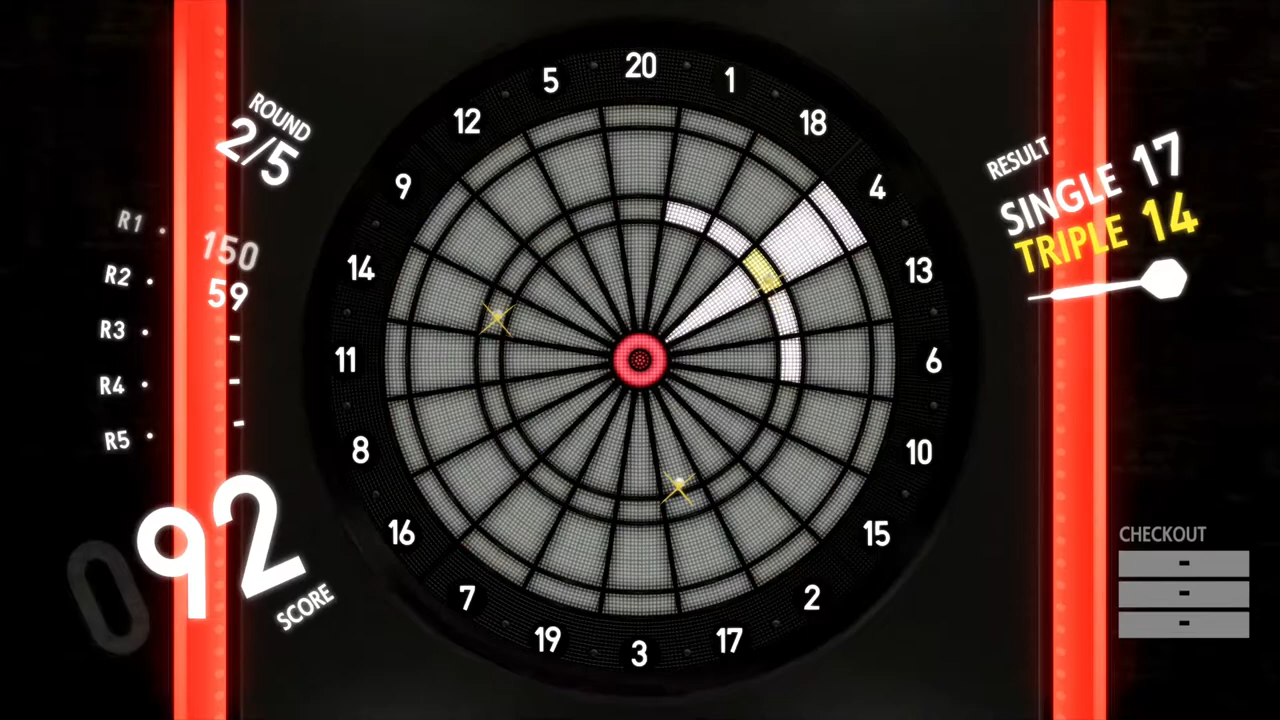 ROUND
2/5
R1 150
R2 59
R3 -
R4 -
R5 -
092
SCORE
20
1
18
4
13
6
10
15
2
17
3
19
7
16
8
11
14
9
12
5
RESULT
SINGLE 17
TRIPLE 14
CHECKOUT
-
-
-